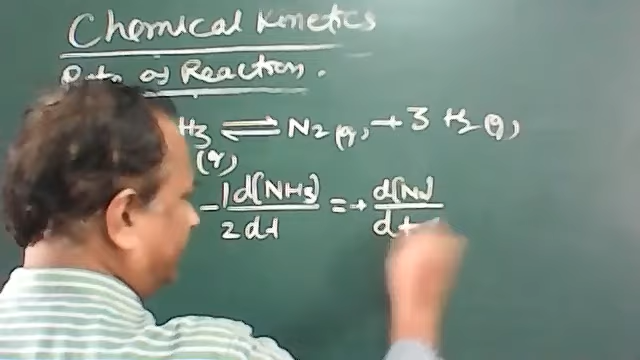 Chemical Kinetics
Rate of Reaction.
H3 ⇌ N2(g) + 3 H2(g)
(g)
-1 d[NH3] / 2 dt = + d[N2] / dt